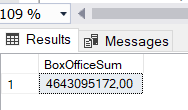 109 %
Results Messages
BoxOfficeSum
1 4643095172,00